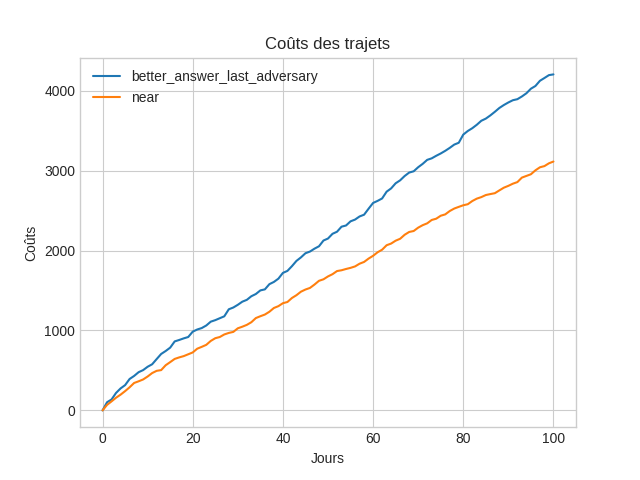 Coûts des trajets
better_answer_last_adversary
near
4000
3000
2000
1000
0
Coûts
0 20 40 60 80 100
Jours